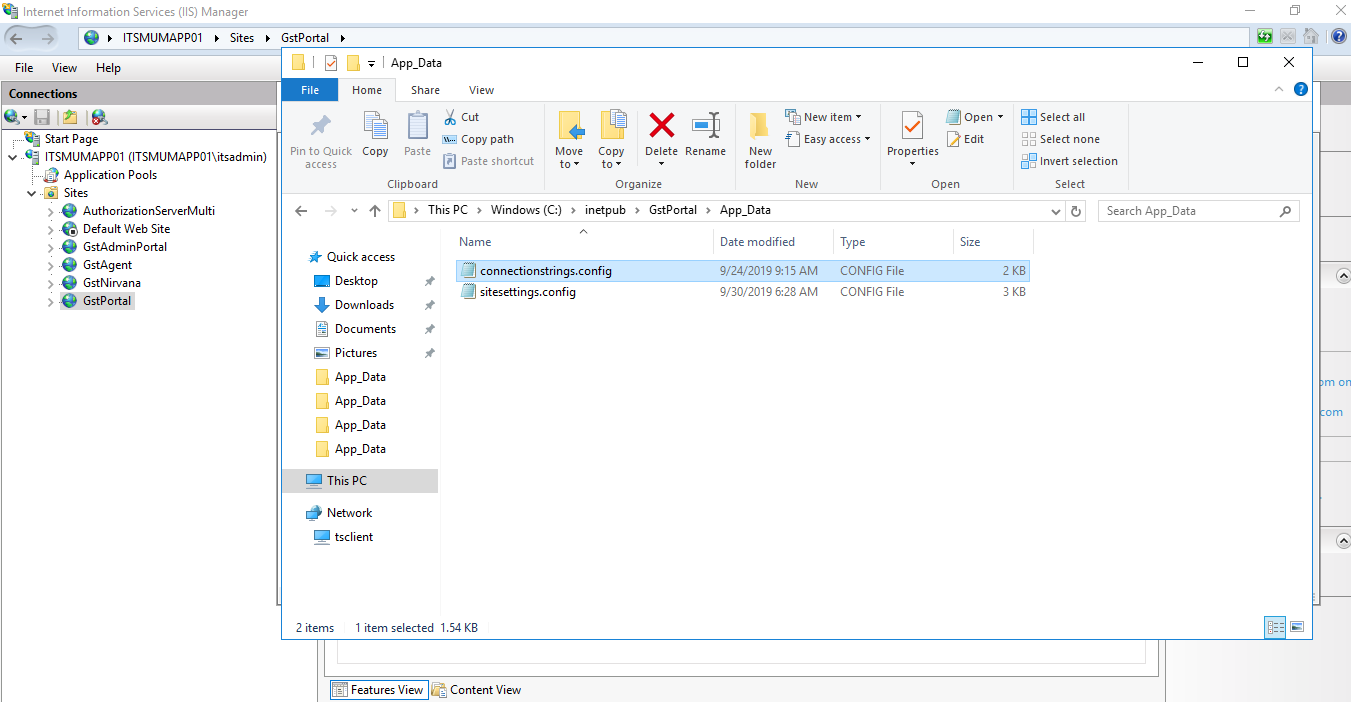 Internet Information Services (IIS) Manager
ITSMUMAPP01 Sites GstPortal
File View Help
Connections
Start Page
ITSMUMAPP01 (ITSMUMAPP01\itsadmin)
Application Pools
Sites
AuthorizationServerMulti
Default Web Site
GstAdminPortal
GstAgent
GstNirvana
GstPortal
App_Data
File Home Share View
Pin to Quick access
Copy
Paste
Cut
Copy path
Paste shortcut
Clipboard
Move to
Copy to
Delete
Rename
Organize
New folder
New item
Easy access
New
Properties
Open
Edit
Open
Select all
Select none
Invert selection
Select
This PC Windows (C:) inetpub GstPortal App_Data
Search App_Data
Quick access
Desktop
Downloads
Documents
Pictures
App_Data
App_Data
App_Data
App_Data
This PC
Network
tsclient
Name Date modified Type Size
connectionstrings.config 9/24/2019 9:15 AM CONFIG File 2 KB
sitesettings.config 9/30/2019 6:28 AM CONFIG File 3 KB
om on
com
2 items 1 item selected 1.54 KB
Features View Content View